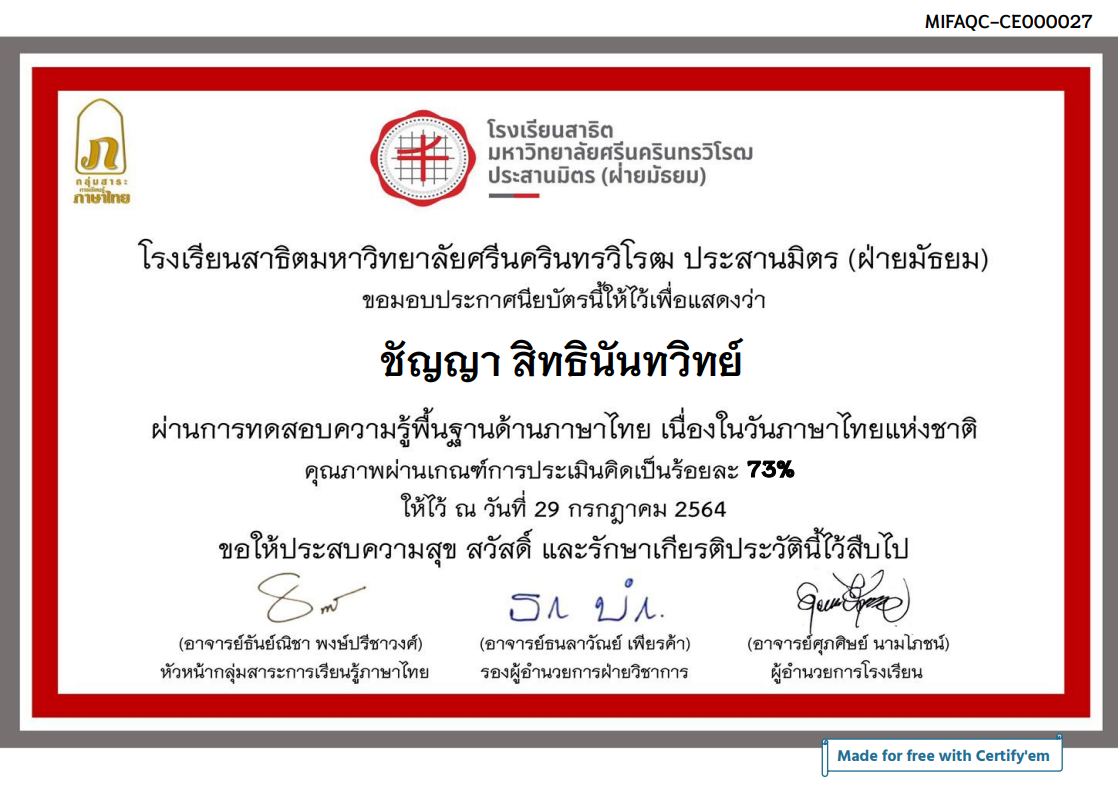 MIFAQC-CE000027
ภ
กลุ่มสาระ
การเรียนรู้
ภาษาไทย
โรงเรียนสาธิต
มหาวิทยาลัยศรีนครินทรวิโรฒ
ประสานมิตร (ฝ่ายมัธยม)
โรงเรียนสาธิตมหาวิทยาลัยศรีนครินทรวิโรฒ ประสานมิตร (ฝ่ายมัธยม)
ขอมอบประกาศนียบัตรนี้ให้ไว้เพื่อแสดงว่า
ชัญญา สิทธินันทวิทย์
ผ่านการทดสอบความรู้พื้นฐานด้านภาษาไทย เนื่องในวันภาษาไทยแห่งชาติ
คุณภาพผ่านเกณฑ์การประเมินคิดเป็นร้อยละ 73%
ให้ไว้ ณ วันที่ 29 กรกฎาคม 2564
ขอให้ประสบความสุข สวัสดิ์ และรักษาเกียรติประวัตินี้ไว้สืบไป
(อาจารย์ธันย์ณิชา พงษ์ปรีชาวงศ์) (อาจารย์ธนลาวัณย์ เพียรค้า) (อาจารย์ศุภศิษย์ นามโภชน์)
หัวหน้ากลุ่มสาระการเรียนรู้ภาษาไทย รองผู้อำนวยการฝ่ายวิชาการ ผู้อำนวยการโรงเรียน
Made for free with Certify'em